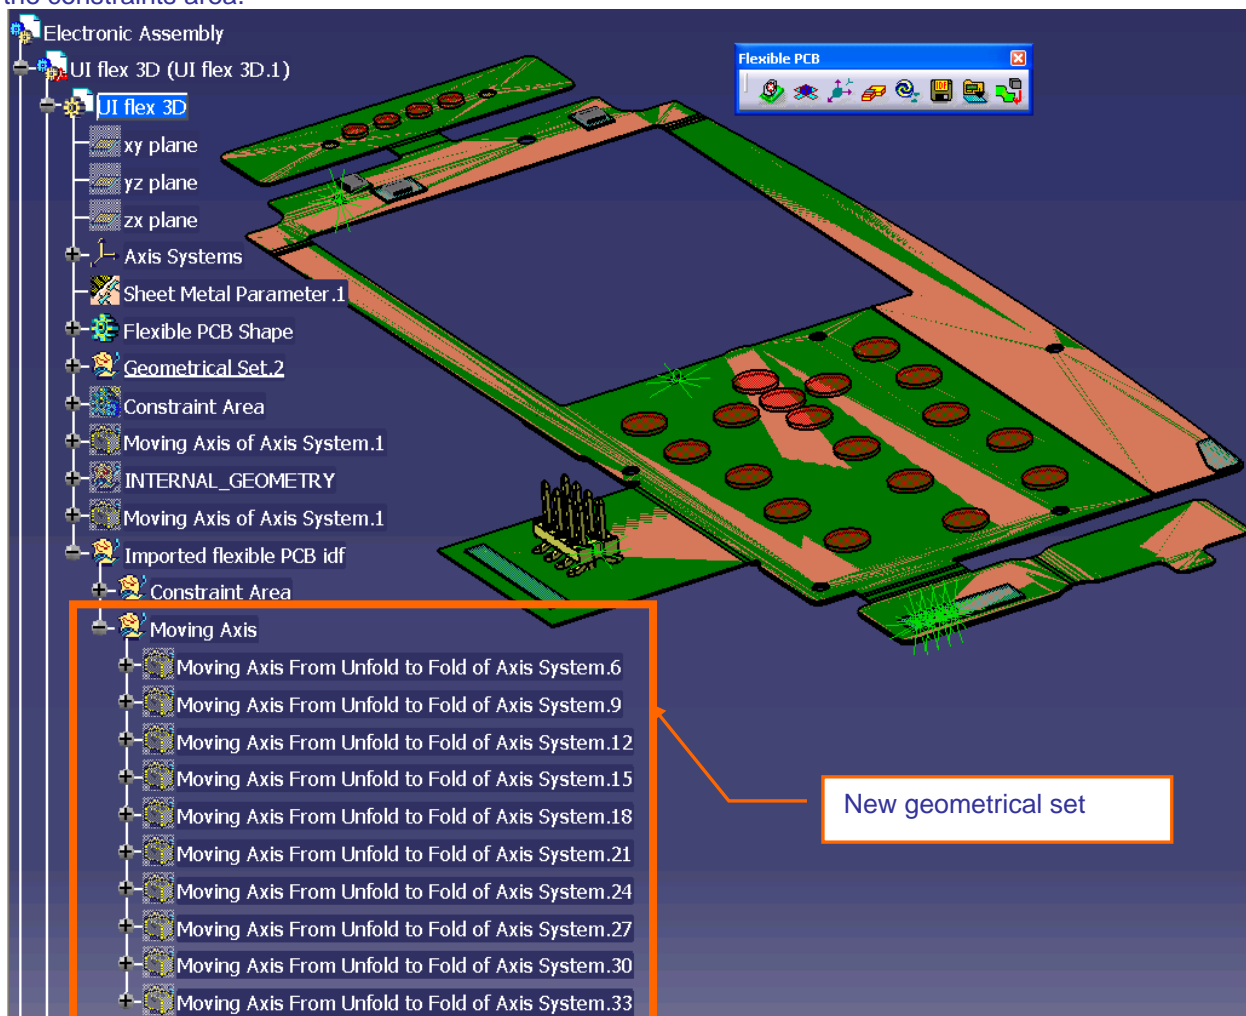 the constraints area.
Electronic Assembly
UI flex 3D (UI flex 3D.1)
UI flex 3D
xy plane
yz plane
zx plane
Axis Systems
Sheet Metal Parameter.1
Flexible PCB Shape
Geometrical Set.2
Constraint Area
Moving Axis of Axis System.1
INTERNAL_GEOMETRY
Moving Axis of Axis System.1
Imported flexible PCB idf
Constraint Area
Moving Axis
Moving Axis From Unfold to Fold of Axis System.6
Moving Axis From Unfold to Fold of Axis System.9
Moving Axis From Unfold to Fold of Axis System.12
Moving Axis From Unfold to Fold of Axis System.15
Moving Axis From Unfold to Fold of Axis System.18
Moving Axis From Unfold to Fold of Axis System.21
Moving Axis From Unfold to Fold of Axis System.24
Moving Axis From Unfold to Fold of Axis System.27
Moving Axis From Unfold to Fold of Axis System.30
Moving Axis From Unfold to Fold of Axis System.33
Flexible PCB
IDF
New geometrical set